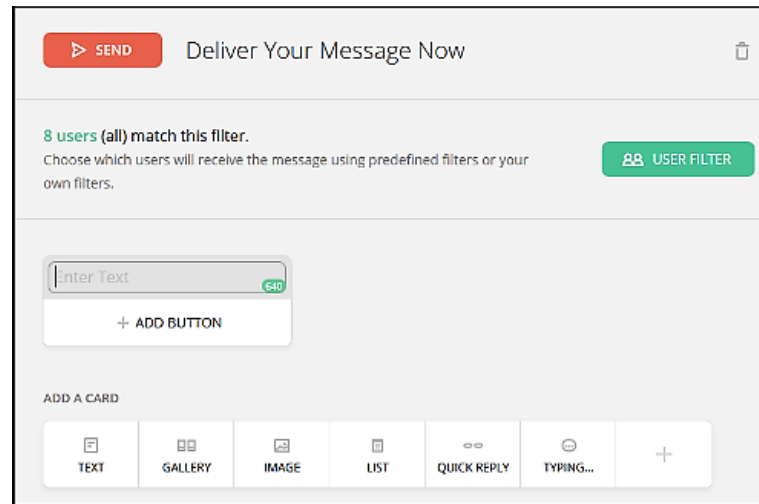 SEND
Deliver Your Message Now
8 users (all) match this filter.
Choose which users will receive the message using predefined filters or your
own filters.
USER FILTER
Enter Text
640
+ ADD BUTTON
ADD A CARD
TEXT
GALLERY
IMAGE
LIST
QUICK REPLY
TYPING...
+